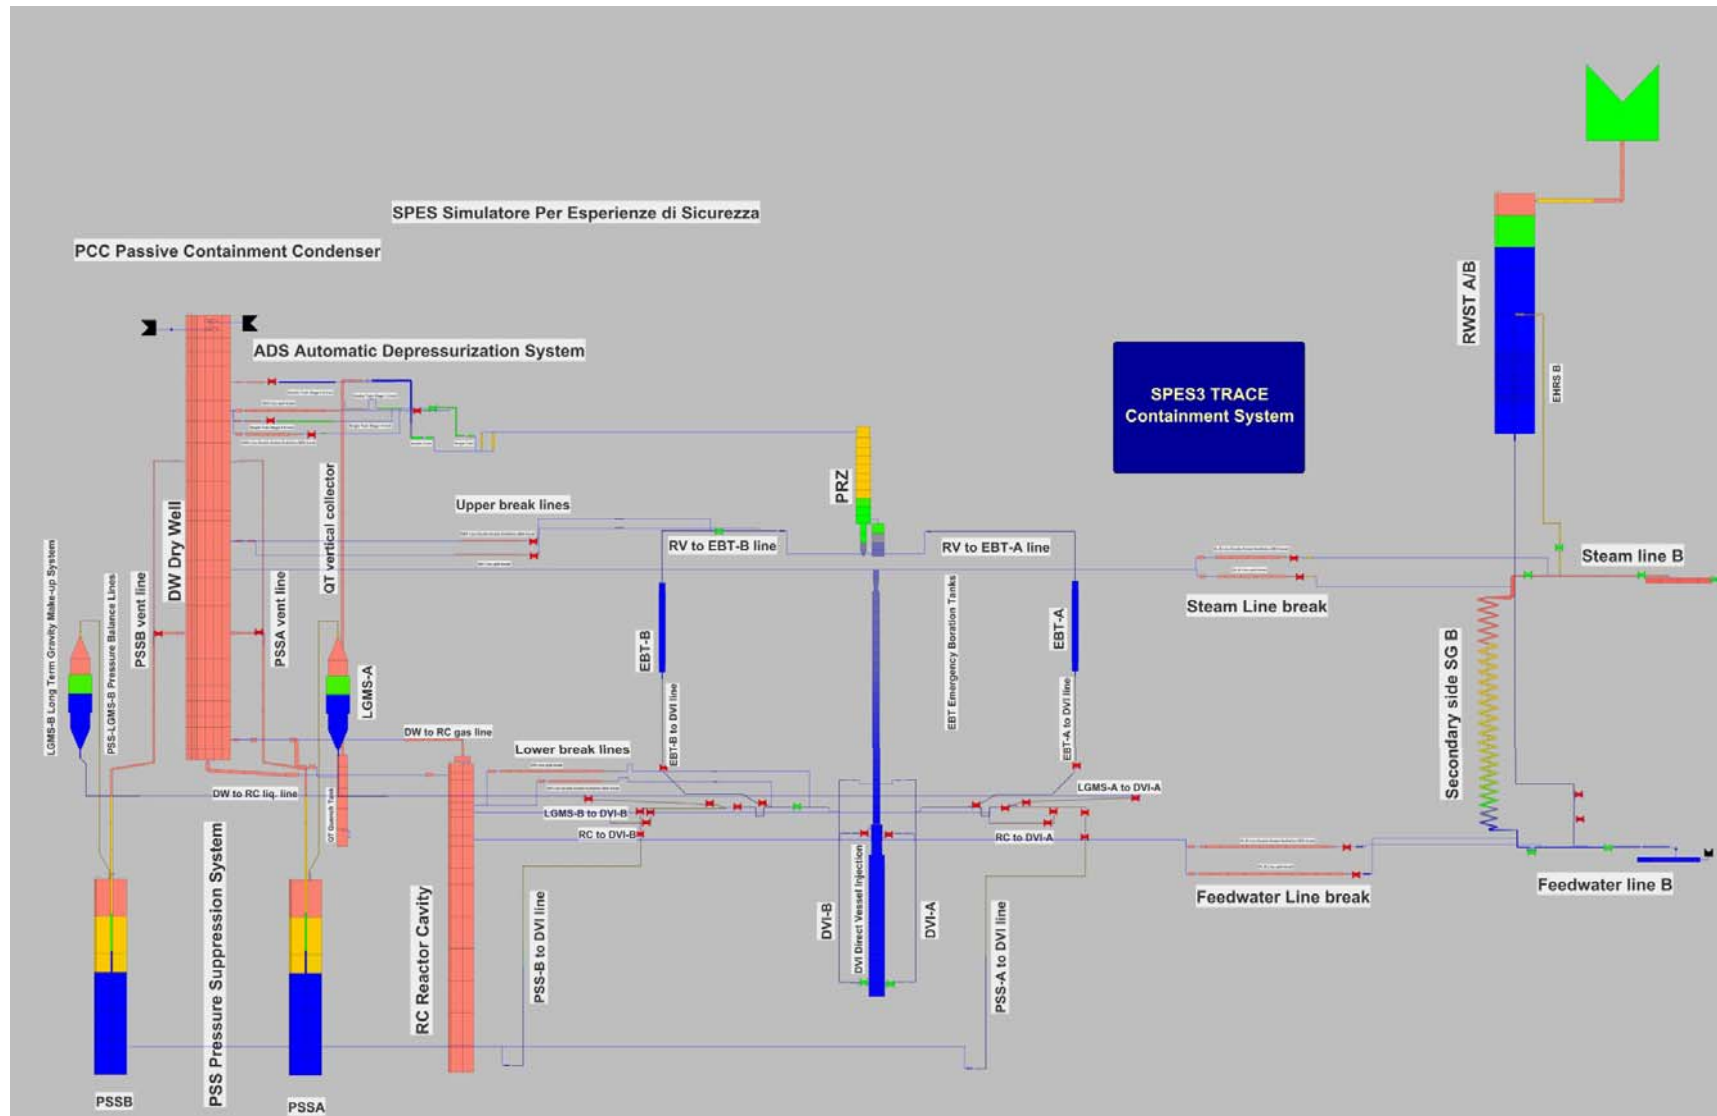 SPES Simulatore Per Esperienze di Sicurezza
PCC Passive Containment Condenser
ADS Automatic Depressurization System
SPES3 TRACE
Containment System
RWST A/B
EHRS B
PRZ
QT vertical collector
DW Dry Well
Upper break lines
RV to EBT-B line
RV to EBT-A line
Steam line B
Steam Line break
LGMS-B Long Term Gravity Make-up System
PSS-LGMS-B Pressure Balance Lines
PSSB vent line
PSSA vent line
LGMS-A
EBT-B
EBT Emergency Boration Tanks
EBT-A
Secondary side SG B
EBT-B to DVI line
EBT-A to DVI line
DW to RC gas line
Lower break lines
DW to RC liq. line
QT Quench Tank
LGMS-A to DVI-A
LGMS-B to DVI-B
RC to DVI-B
RC to DVI-A
PSS Pressure Suppression System
RC Reactor Cavity
PSS-B to DVI line
DVI-B
DVI Direct Vessel Injection
DVI-A
PSS-A to DVI line
Feedwater Line break
Feedwater line B
PSSB
PSSA